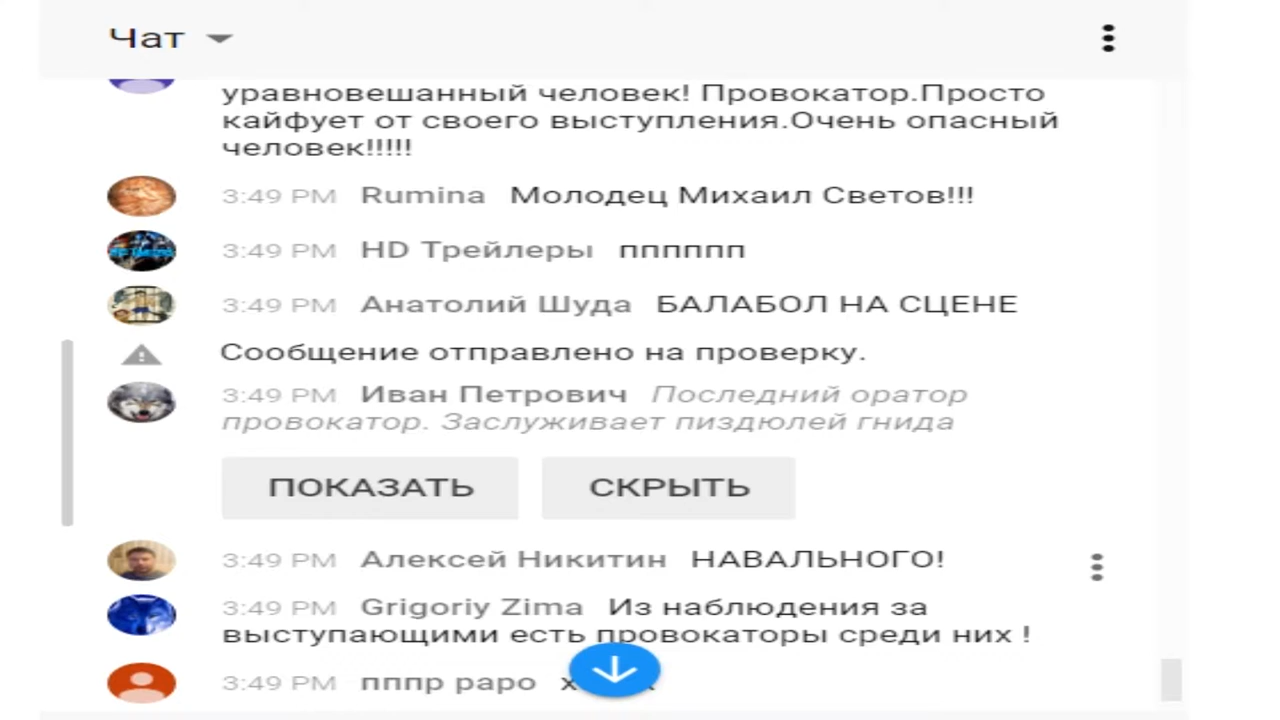 Чат
уравновешанный человек! Провокатор.Просто
кайфует от своего выступления.Очень опасный
человек!!!!!
3:49 PM Rumina Молодец Михаил Светов!!!
3:49 PM HD Трейлеры пппппп
3:49 PM Анатолий Шуда БАЛАБОЛ НА СЦЕНЕ
Сообщение отправлено на проверку.
3:49 PM Иван Петрович Последний оратор
провокатор. Заслуживает пиздюлей гнида
ПОКАЗАТЬ СКРЫТЬ
3:49 PM Алексей Никитин НАВАЛЬНОГО!
3:49 PM Grigoriy Zima Из наблюдения за
выступающими есть провокаторы среди них !
3:49 PM пппр раро